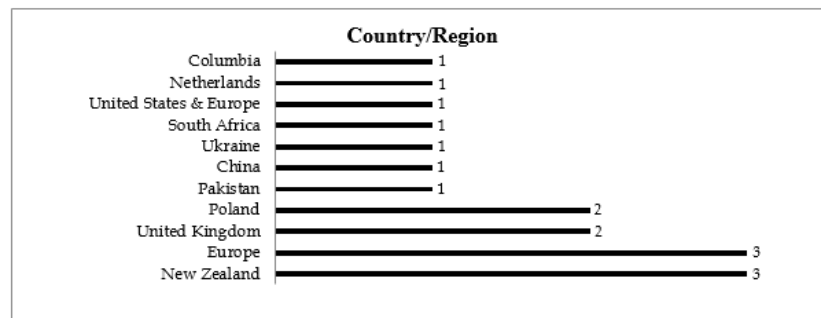 Country/Region
Columbia 1
Netherlands 1
United States & Europe 1
South Africa 1
Ukraine 1
China 1
Pakistan 1
Poland 2
United Kingdom 2
Europe 3
New Zealand 3